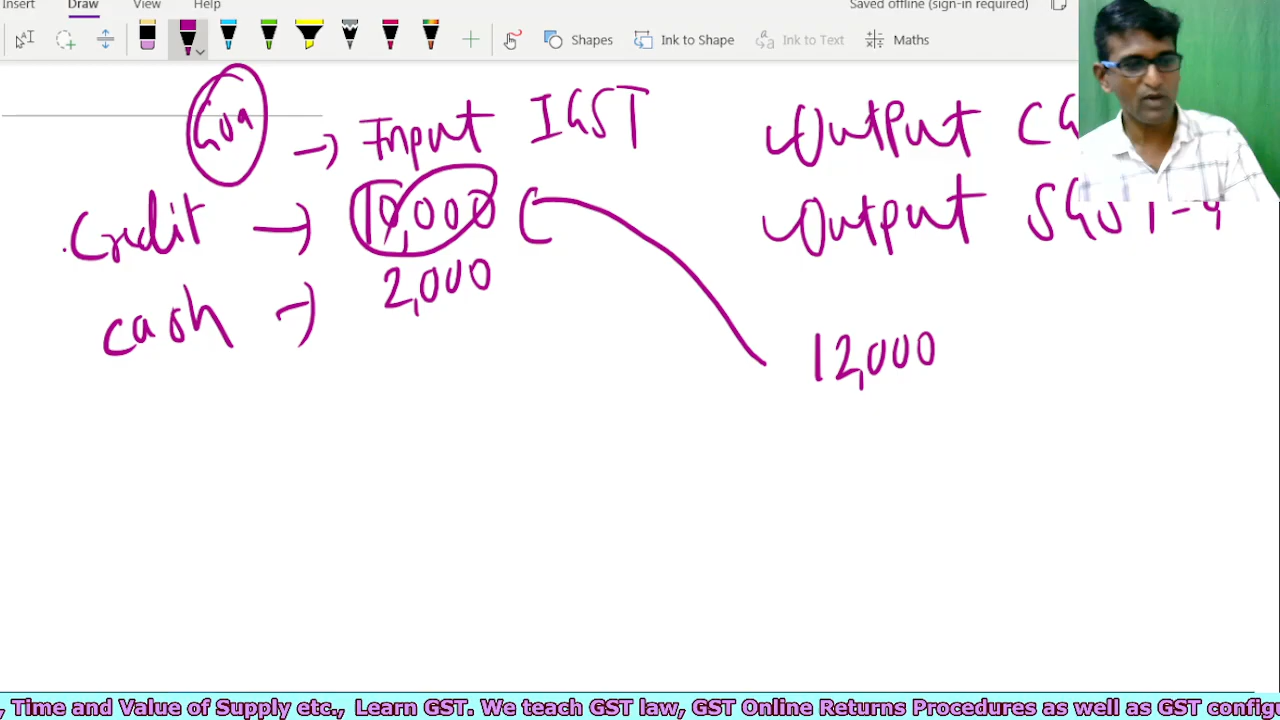 Insert Draw View Help Saved offline (sign-in required)
Shapes Ink to Shape Ink to Text Maths
Goa → Input IGST Output
Credit → 10,000 Output SGST-
cash → 2,000
12,000
, Time and Value of Supply etc., Learn GST. We teach GST law, GST Online Returns Procedures as well as GST configu